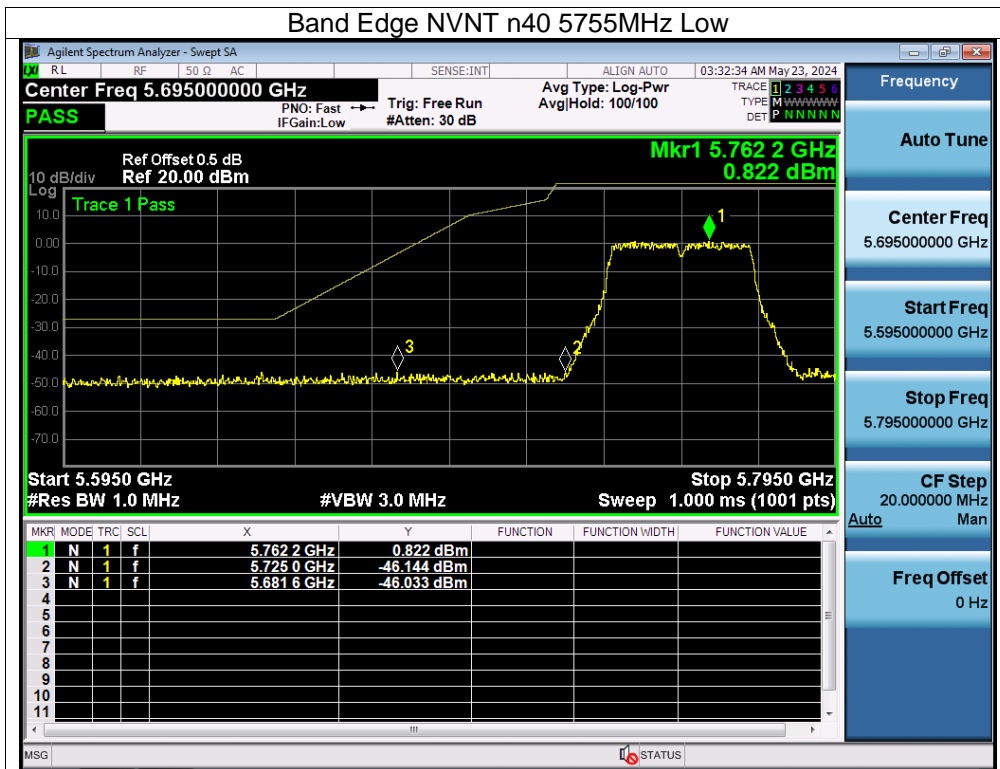 Band Edge NVNT n40 5755MHz Low
Agilent Spectrum Analyzer - Swept SA
LXI RL RF 50 Ω AC SENSE:INT ALIGN AUTO 03:32:34 AM May 23, 2024
Center Freq 5.695000000 GHz
PASS
PNO: Fast
IFGain:Low
Trig: Free Run
#Atten: 30 dB
Avg Type: Log-Pwr
Avg|Hold: 100/100
TRACE 1 2 3 4 5 6
TYPE M WWWWW
DET P N N N N N
Mkr1 5.762 2 GHz
0.822 dBm
Ref Offset 0.5 dB
10 dB/div Ref 20.00 dBm
Log
Trace 1 Pass
10.0
0.00
-10.0
-20.0
-30.0
-40.0
-50.0
-60.0
-70.0
1
2
3
Start 5.5950 GHz Stop 5.7950 GHz
#Res BW 1.0 MHz #VBW 3.0 MHz Sweep 1.000 ms (1001 pts)
MKR MODE TRC SCL X Y FUNCTION FUNCTION WIDTH FUNCTION VALUE
1 N 1 f 5.762 2 GHz 0.822 dBm
2 N 1 f 5.725 0 GHz -46.144 dBm
3 N 1 f 5.681 6 GHz -46.033 dBm
4
5
6
7
8
9
10
11
MSG STATUS
Frequency
Auto Tune
Center Freq
5.695000000 GHz
Start Freq
5.595000000 GHz
Stop Freq
5.795000000 GHz
CF Step
20.000000 MHz
Auto Man
Freq Offset
0 Hz